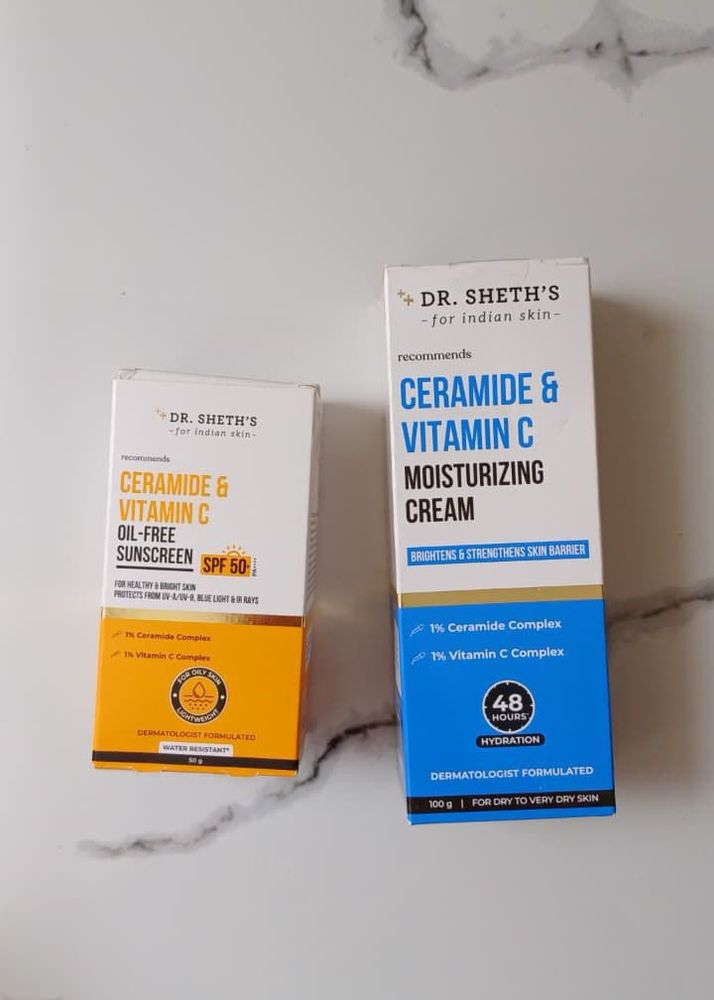 DR. SHETH'S
-for indian skin-
recommends
CERAMIDE &
VITAMIN C
OIL-FREE
SUNSCREEN
SPF 50+
PA++++
FOR HEALTHY & BRIGHT SKIN
PROTECTS FROM UV-A/UV-B, BLUE LIGHT & IR RAYS
1% Ceramide Complex
1% Vitamin C Complex
FOR OILY SKIN
LIGHTWEIGHT
DERMATOLOGIST FORMULATED
WATER RESISTANT*
50 g
DR. SHETH'S
-for indian skin-
recommends
CERAMIDE &
VITAMIN C
MOISTURIZING
CREAM
BRIGHTENS & STRENGTHENS SKIN BARRIER
1% Ceramide Complex
1% Vitamin C Complex
48
HOURS*
HYDRATION
DERMATOLOGIST FORMULATED
100 g | FOR DRY TO VERY DRY SKIN